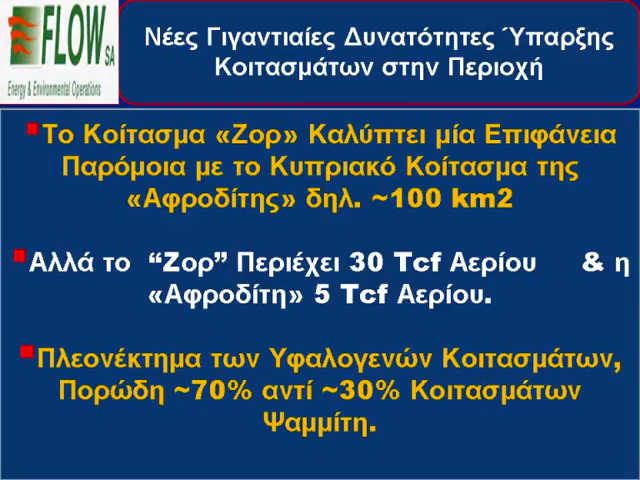 FLOW SA
Energy & Environmental Operations
Νέες Γιγαντιαίες Δυνατότητες Ύπαρξης
Κοιτασμάτων στην Περιοχή
Το Κοίτασμα «Ζορ» Καλύπτει μία Επιφάνεια
Παρόμοια με το Κυπριακό Κοίτασμα της
«Αφροδίτης» δηλ. ~100 km2
Αλλά το “Ζορ” Περιέχει 30 Tcf Αερίου & η
«Αφροδίτη» 5 Tcf Αερίου.
Πλεονέκτημα των Υφαλογενών Κοιτασμάτων,
Πορώδη ~70% αντί ~30% Κοιτασμάτων
Ψαμμίτη.